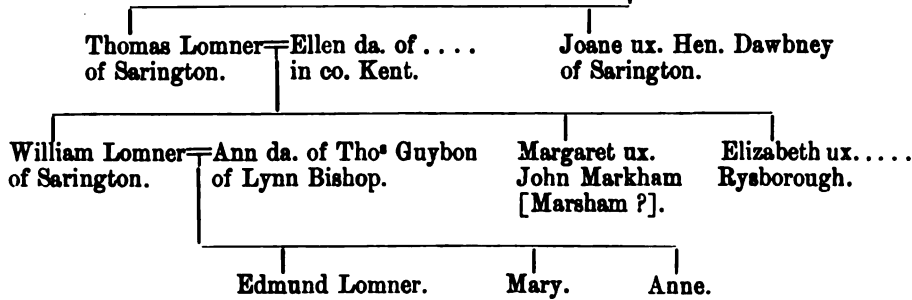 Thomas Lomner=Ellen da. of . . . . Joane ux. Hen. Dawbney
of Sarington. in co. Kent. of Sarington.
William Lomner=Ann da. of Thoˢ Guybon Margaret ux. Elizabeth ux. . . . .
of Sarington. of Lynn Bishop. John Markham Rysborough.
[Marsham ?].
Edmund Lomner. Mary. Anne.